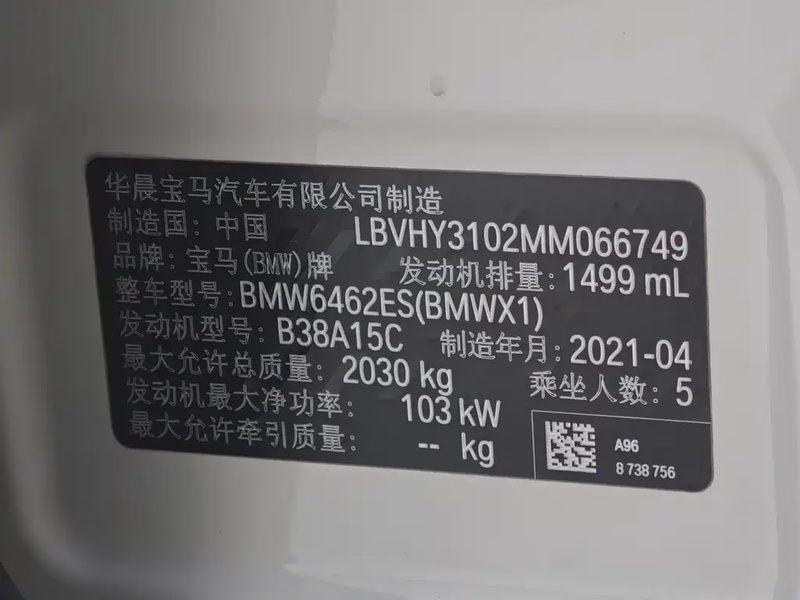 华晨宝马汽车有限公司制造
制造国: 中国 LBVHY3102MM066749
品牌: 宝马(BMW)牌 发动机排量: 1499 mL
整车型号: BMW6462ES(BMWX1)
发动机型号: B38A15C 制造年月: 2021-04
最大允许总质量: 2030 kg 乘坐人数: 5
发动机最大净功率: 103 kW
最大允许牵引质量: -- kg
A96
8 738 756